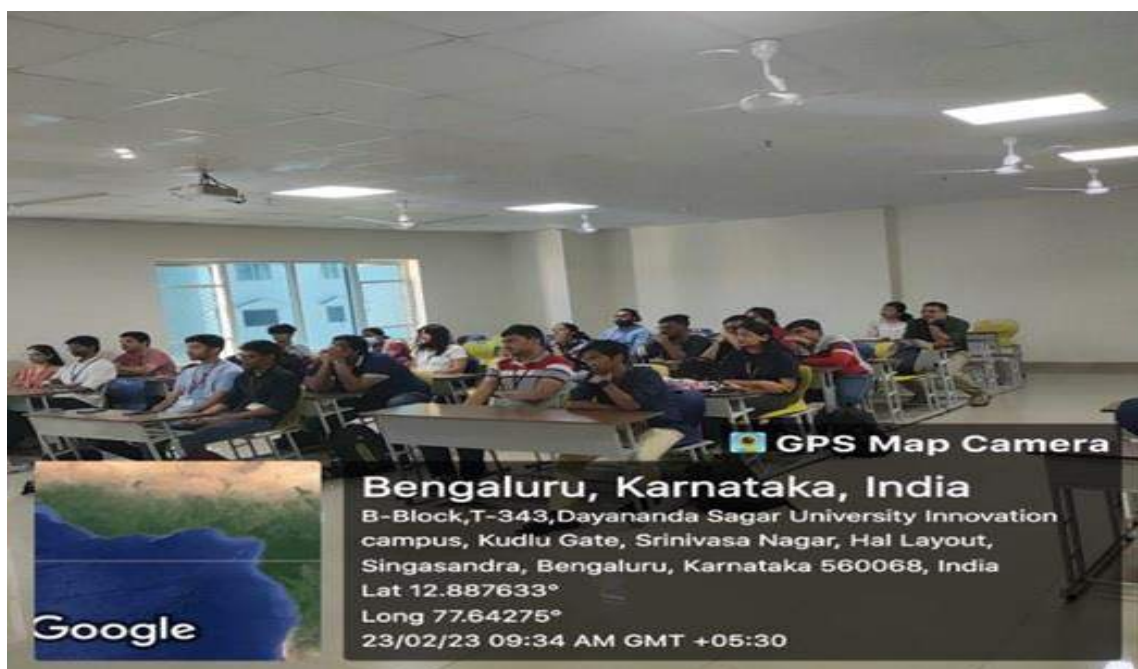 GPS Map Camera
Bengaluru, Karnataka, India
B-Block,T-343,Dayananda Sagar University Innovation
campus, Kudlu Gate, Srinivasa Nagar, Hal Layout,
Singasandra, Bengaluru, Karnataka 560068, India
Lat 12.887633°
Long 77.64275°
23/02/23 09:34 AM GMT +05:30
Google